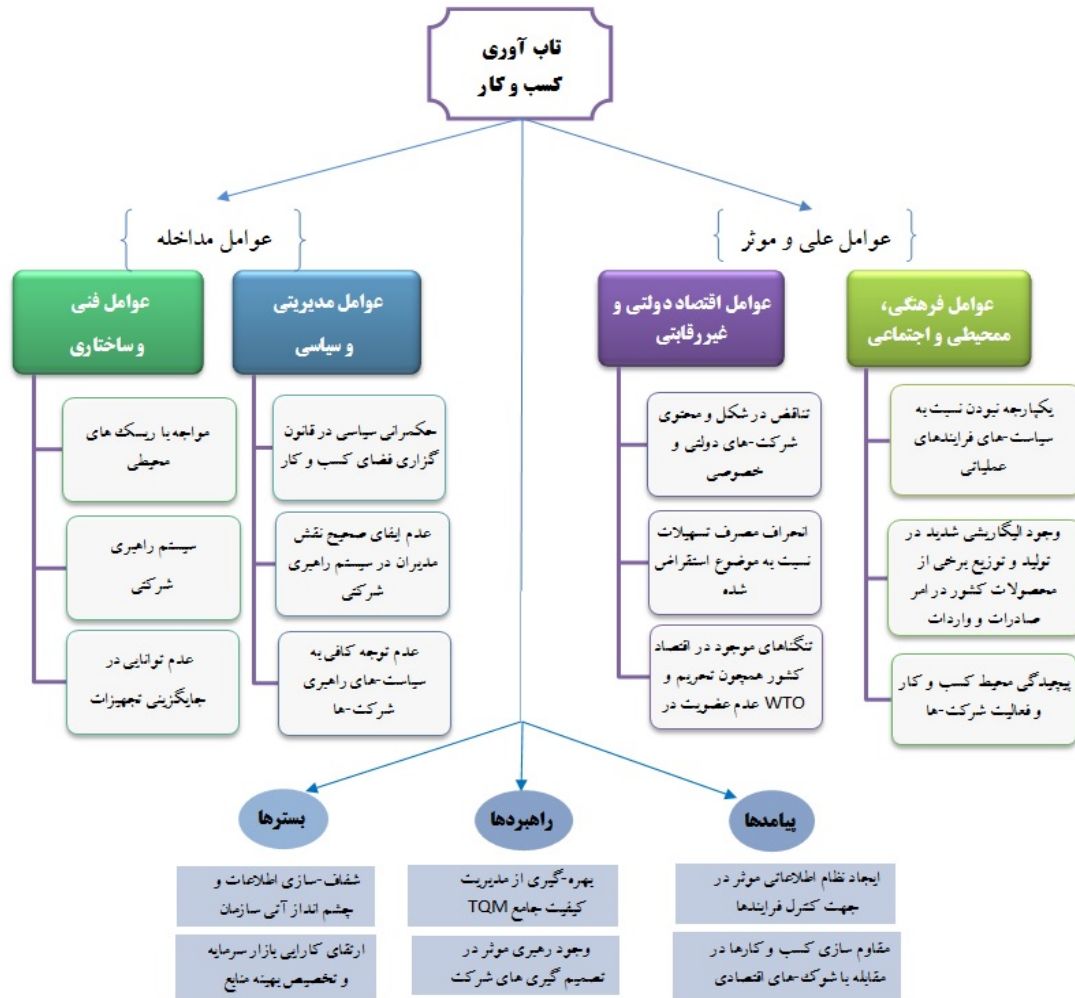 تاب آوری
کسب و کار
عوامل علی و موثر
عوامل مداخله
عوامل فرهنگی،
ممحیطی و اجتماعی
یکپارچه نبودن نسبت به
سیاست-های فرایندهای
عملیاتی
وجود الیگارشی شدید در
تولید و توزیع برخی از
محصولات کشور در امر
صادرات و واردات
پیچیدگی محیط کسب و کار
و فعالیت شرکت-ها
عوامل اقتصاد دولتی و
غیررقابتی
تناقض در شکل و محتوی
شرکت-های دولتی و
خصوصی
انحراف مصرف تسهیلات
نسبت به موضوع استقراض
شده
تنگناهای موجود در اقتصاد
کشور همچون تحریم و
عدم عضویت در WTO
عوامل مدیریتی
و سیاسی
حکمرانی سیاسی در قانون
گزاری فضای کسب و کار
عدم ایفای صحیح نقش
مدیران در سیستم راهبری
شرکتی
عدم توجه کافی به
سیاست-های راهبری
شرکت-ها
عوامل فنی
و ساختاری
مواجه با ریسک های
محیطی
سیستم راهبری
شرکتی
عدم توانایی در
جایگزینی تجهیزات
پیامدها
ایجاد نظام اطلاعاتی موثر در
جهت کنترل فرایندها
مقاوم سازی کسب و کارها در
مقابله با شوک-های اقتصادی
راهبردها
بهره-گیری از مدیریت
کیفیت جامع TQM
وجود رهبری موثر در
تصمیم گیری های شرکت
بسترها
شفاف-سازی اطلاعات و
چشم انداز آتی سازمان
ارتقای کارایی بازار سرمایه
و تخصیص بهینه منابع